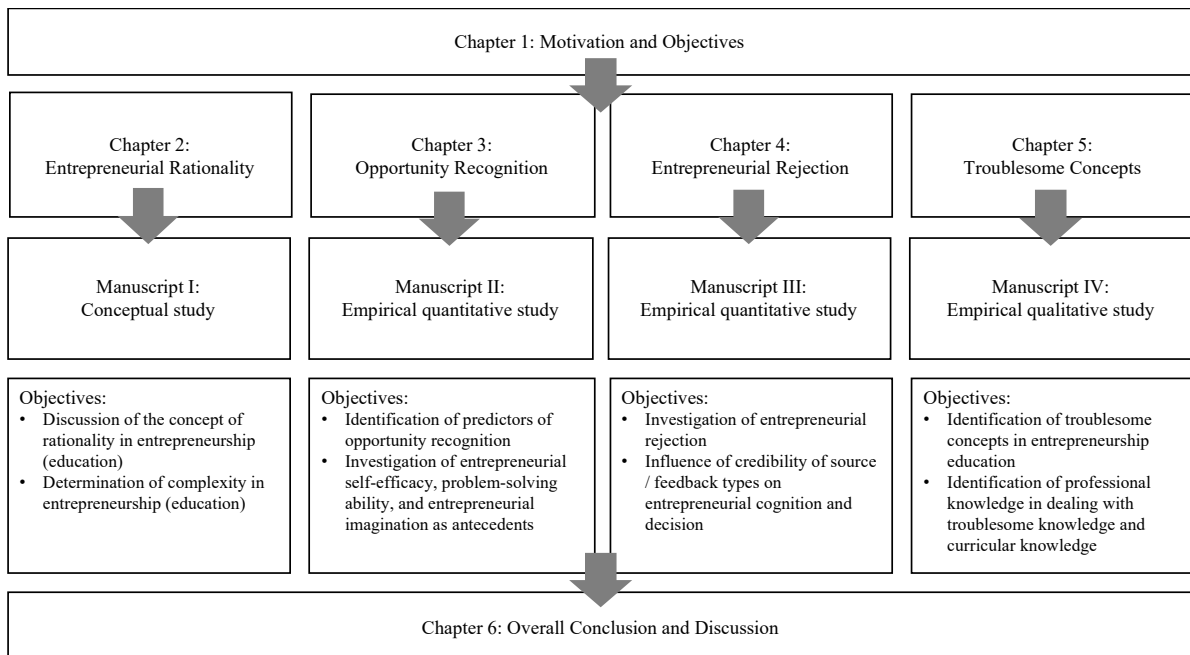 Chapter 1: Motivation and Objectives
Chapter 2:
Entrepreneurial Rationality
Chapter 3:
Opportunity Recognition
Chapter 4:
Entrepreneurial Rejection
Chapter 5:
Troublesome Concepts
Manuscript I:
Conceptual study
Manuscript II:
Empirical quantitative study
Manuscript III:
Empirical quantitative study
Manuscript IV:
Empirical qualitative study
Objectives:
• Discussion of the concept of
rationality in entrepreneurship
(education)
• Determination of complexity in
entrepreneurship (education)
Objectives:
• Identification of predictors of
opportunity recognition
• Investigation of entrepreneurial
self-efficacy, problem-solving
ability, and entrepreneurial
imagination as antecedents
Objectives:
• Investigation of entrepreneurial
rejection
• Influence of credibility of source
/ feedback types on
entrepreneurial cognition and
decision
Objectives:
• Identification of troublesome
concepts in entrepreneurship
education
• Identification of professional
knowledge in dealing with
troublesome knowledge and
curricular knowledge
Chapter 6: Overall Conclusion and Discussion